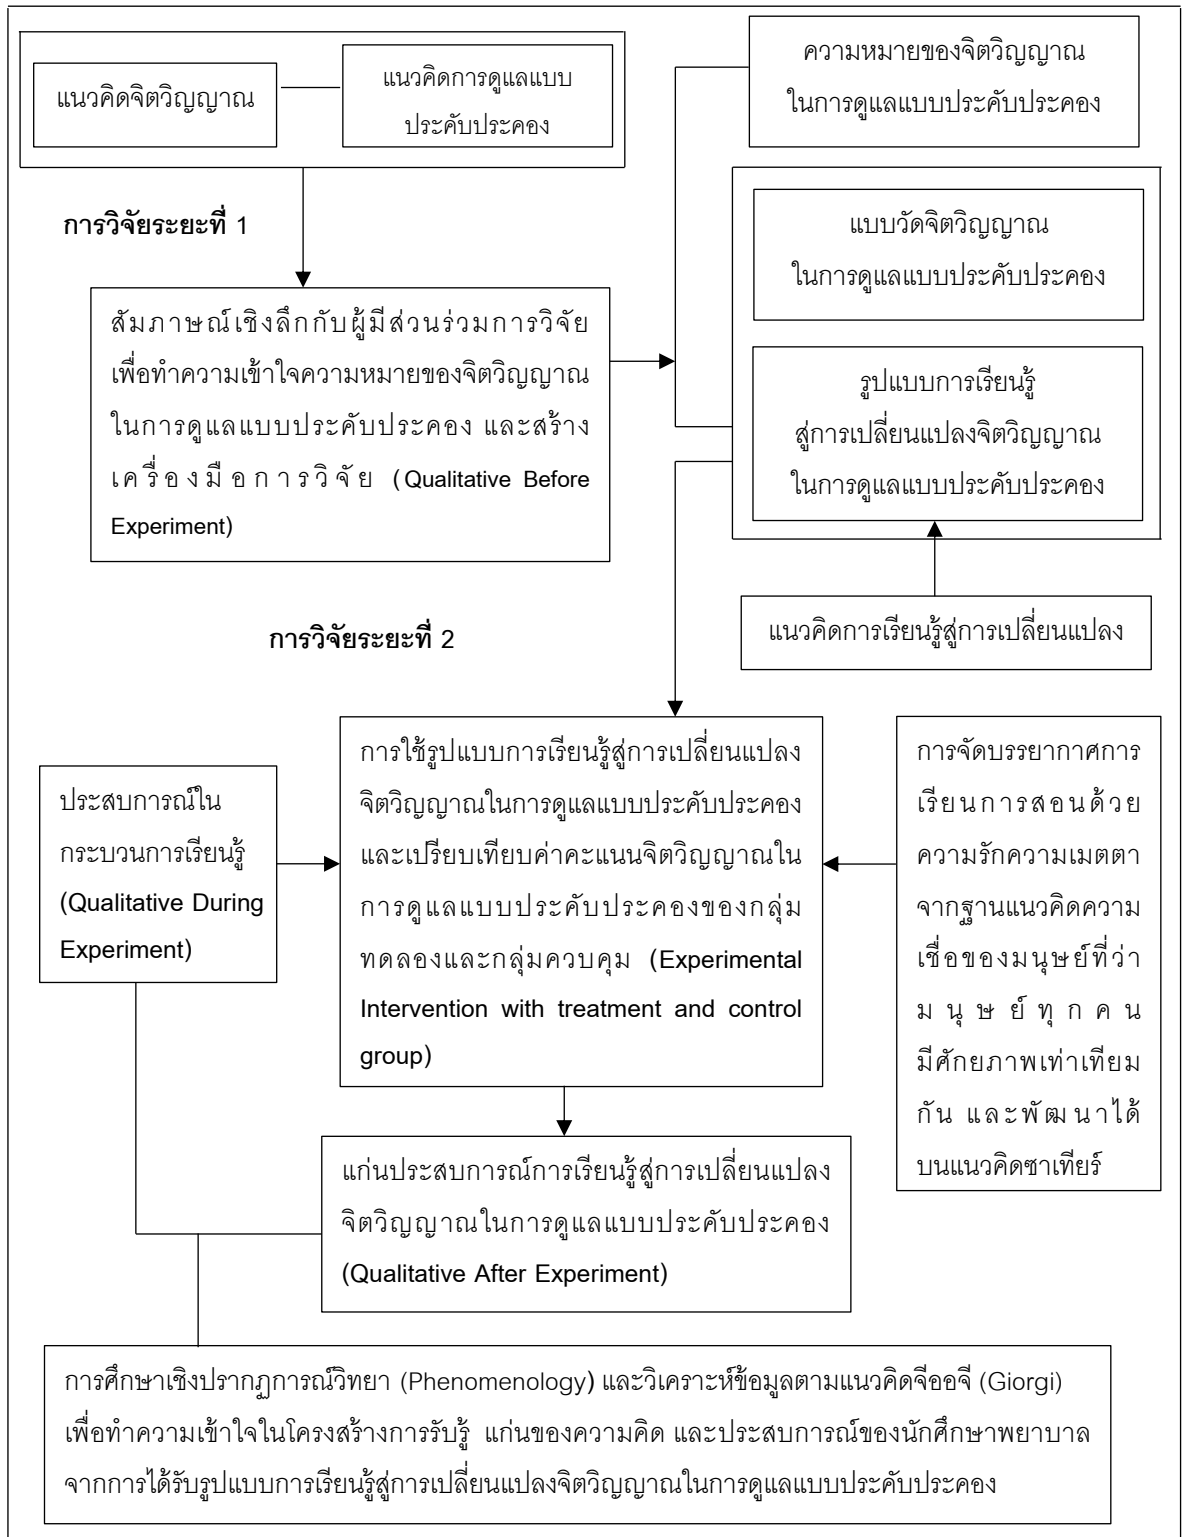 แนวคิดจิตวิญญาณ
แนวคิดการดูแลแบบ
ประคับประคอง
ความหมายของจิตวิญญาณ
ในการดูแลแบบประคับประคอง
การวิจัยระยะที่ 1
แบบวัดจิตวิญญาณ
ในการดูแลแบบประคับประคอง
สัมภาษณ์เชิงลึกกับผู้มีส่วนร่วมการวิจัย
เพื่อทำความเข้าใจความหมายของจิตวิญญาณ
ในการดูแลแบบประคับประคอง และสร้าง
เครื่องมือการวิจัย (Qualitative Before
Experiment)
รูปแบบการเรียนรู้
สู่การเปลี่ยนแปลงจิตวิญญาณ
ในการดูแลแบบประคับประคอง
แนวคิดการเรียนรู้สู่การเปลี่ยนแปลง
การวิจัยระยะที่ 2
ประสบการณ์ใน
กระบวนการเรียนรู้
(Qualitative During
Experiment)
การใช้รูปแบบการเรียนรู้สู่การเปลี่ยนแปลง
จิตวิญญาณในการดูแลแบบประคับประคอง
และเปรียบเทียบค่าคะแนนจิตวิญญาณใน
การดูแลแบบประคับประคองของกลุ่ม
ทดลองและกลุ่มควบคุม (Experimental
Intervention with treatment and control
group)
การจัดบรรยากาศการ
เรียนการสอนด้วย
ความรักความเมตตา
จากฐานแนวคิดความ
เชื่อของมนุษย์ที่ว่า
มนุษย์ทุกคน
มีศักยภาพเท่าเทียม
กัน และพัฒนาได้
บนแนวคิดซาเทียร์
แก่นประสบการณ์การเรียนรู้สู่การเปลี่ยนแปลง
จิตวิญญาณในการดูแลแบบประคับประคอง
(Qualitative After Experiment)
การศึกษาเชิงปรากฏการณ์วิทยา (Phenomenology) และวิเคราะห์ข้อมูลตามแนวคิดจีออจี (Giorgi)
เพื่อทำความเข้าใจในโครงสร้างการรับรู้ แก่นของความคิด และประสบการณ์ของนักศึกษาพยาบาล
จากการได้รับรูปแบบการเรียนรู้สู่การเปลี่ยนแปลงจิตวิญญาณในการดูแลแบบประคับประคอง